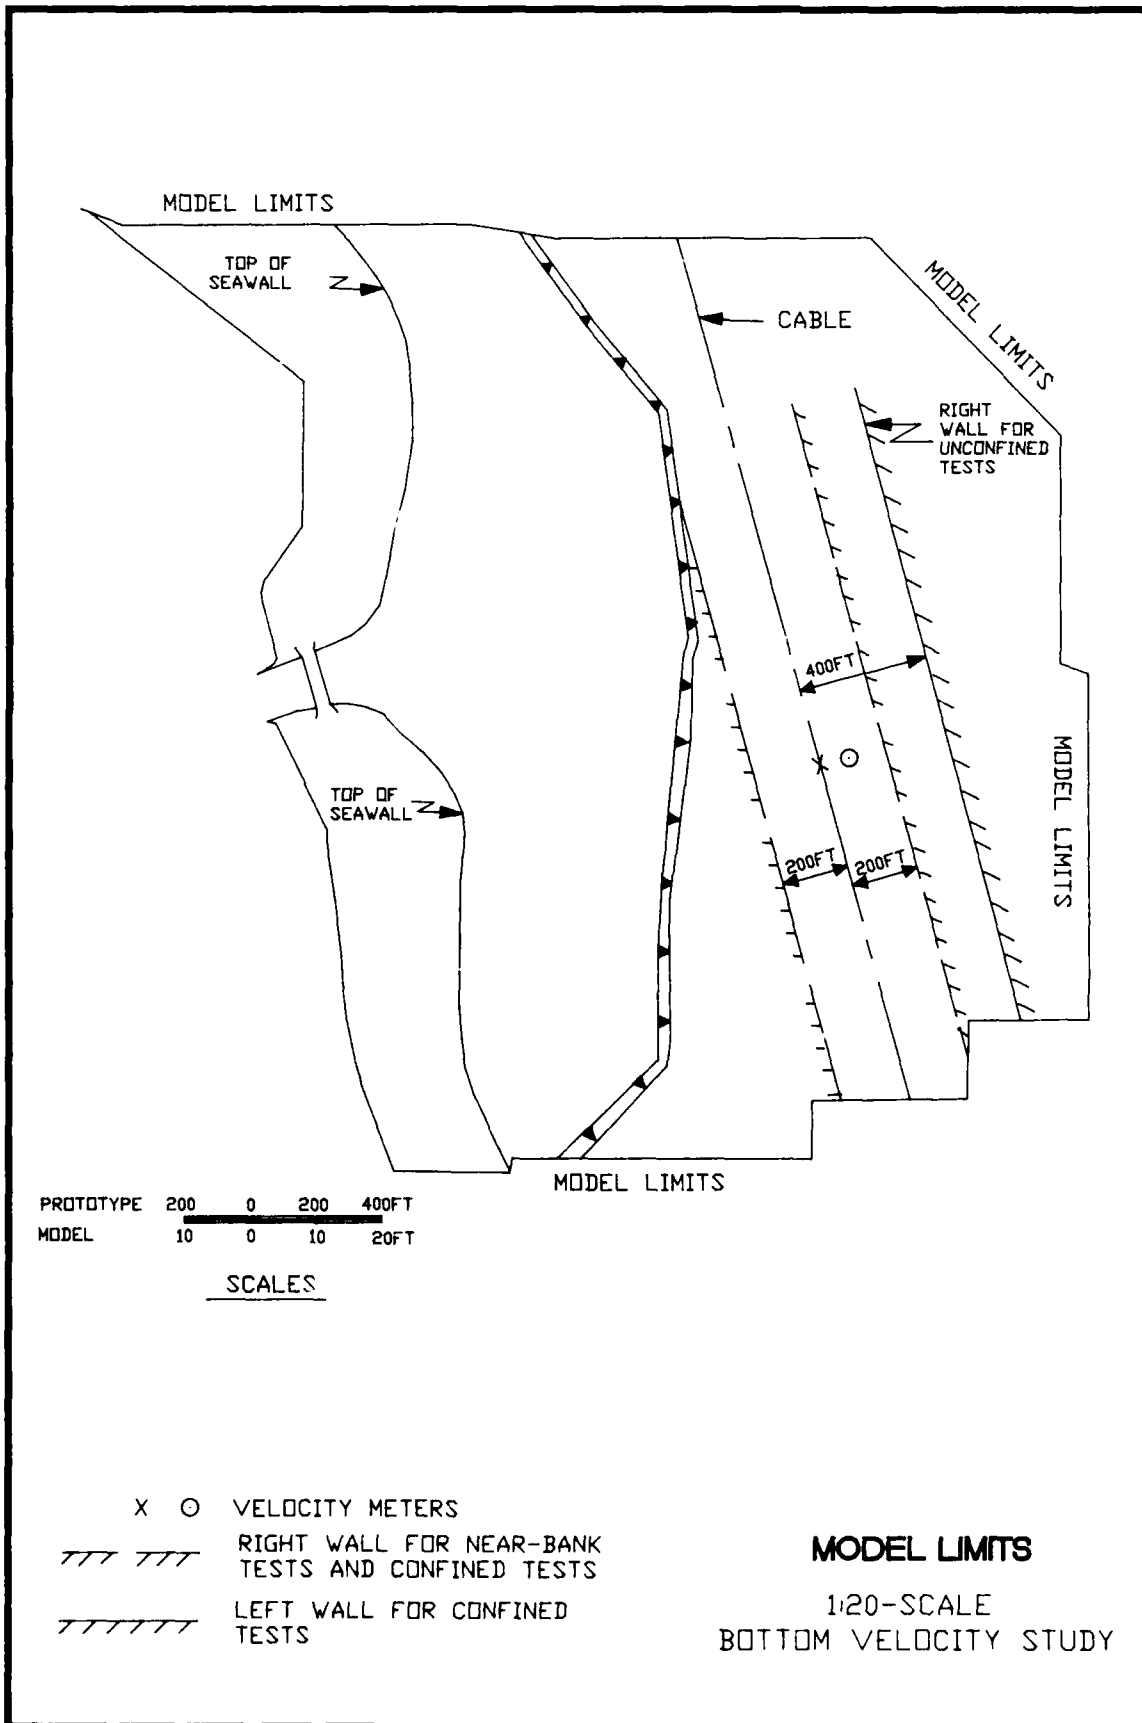 MODEL LIMITS
TOP OF
SEAWALL
CABLE
MODEL LIMITS
RIGHT
WALL FOR
UNCONFINED
TESTS
400FT
MODEL LIMITS
TOP OF
SEAWALL
200FT 200FT
MODEL LIMITS
PROTOTYPE 200 0 200 400FT
MODEL 10 0 10 20FT
SCALES
X ⊙ VELOCITY METERS
RIGHT WALL FOR NEAR-BANK
TESTS AND CONFINED TESTS
LEFT WALL FOR CONFINED
TESTS
MODEL LIMITS
1:20-SCALE
BOTTOM VELOCITY STUDY